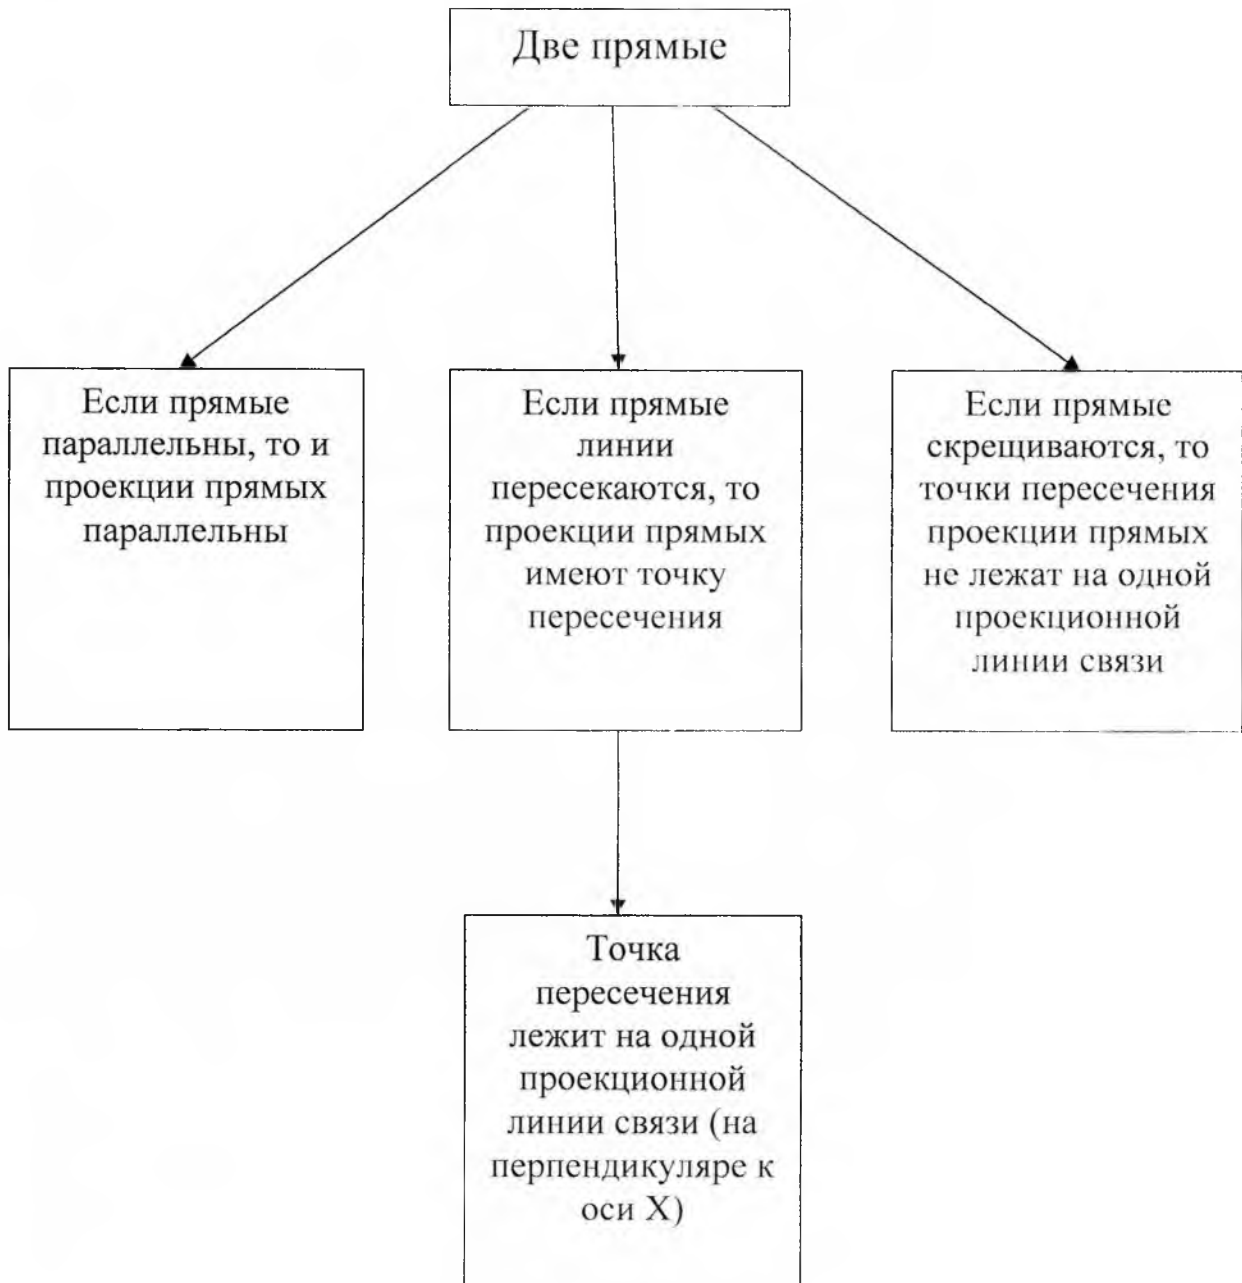 Две прямые
Если прямые
параллельны, то и
проекции прямых
параллельны
Если прямые
линии
пересекаются, то
проекции прямых
имеют точку
пересечения
Если прямые
скрещиваются, то
точки пересечения
проекции прямых
не лежат на одной
проекционной
линии связи
Точка
пересечения
лежит на одной
проекционной
линии связи (на
перпендикуляре к
оси X)